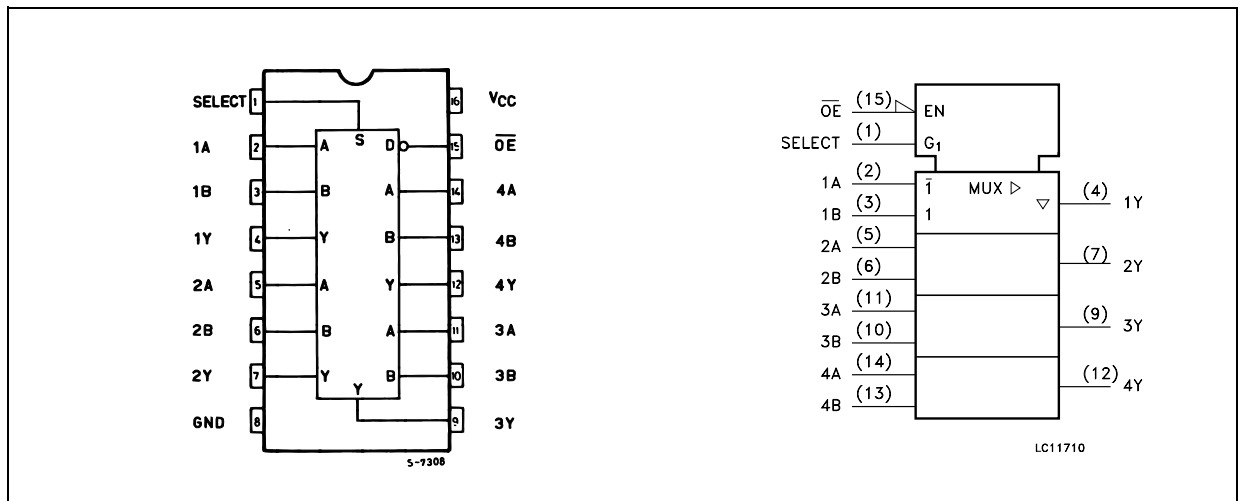 SELECT 1 S 16 VCC
1A 2 A D 15 O̅E̅
1B 3 B A 14 4A
1Y 4 Y B 13 4B
2A 5 A Y 12 4Y
2B 6 B A 11 3A
2Y 7 Y B 10 3B
GND 8 Y 9 3Y
S-7308
O̅E̅ (15) EN
SELECT (1) G1
1A (2) 1̅ MUX ▷ ▽ (4) 1Y
1B (3) 1
2A (5)
2B (6) (7) 2Y
3A (11)
3B (10) (9) 3Y
4A (14)
4B (13) (12) 4Y
LC11710